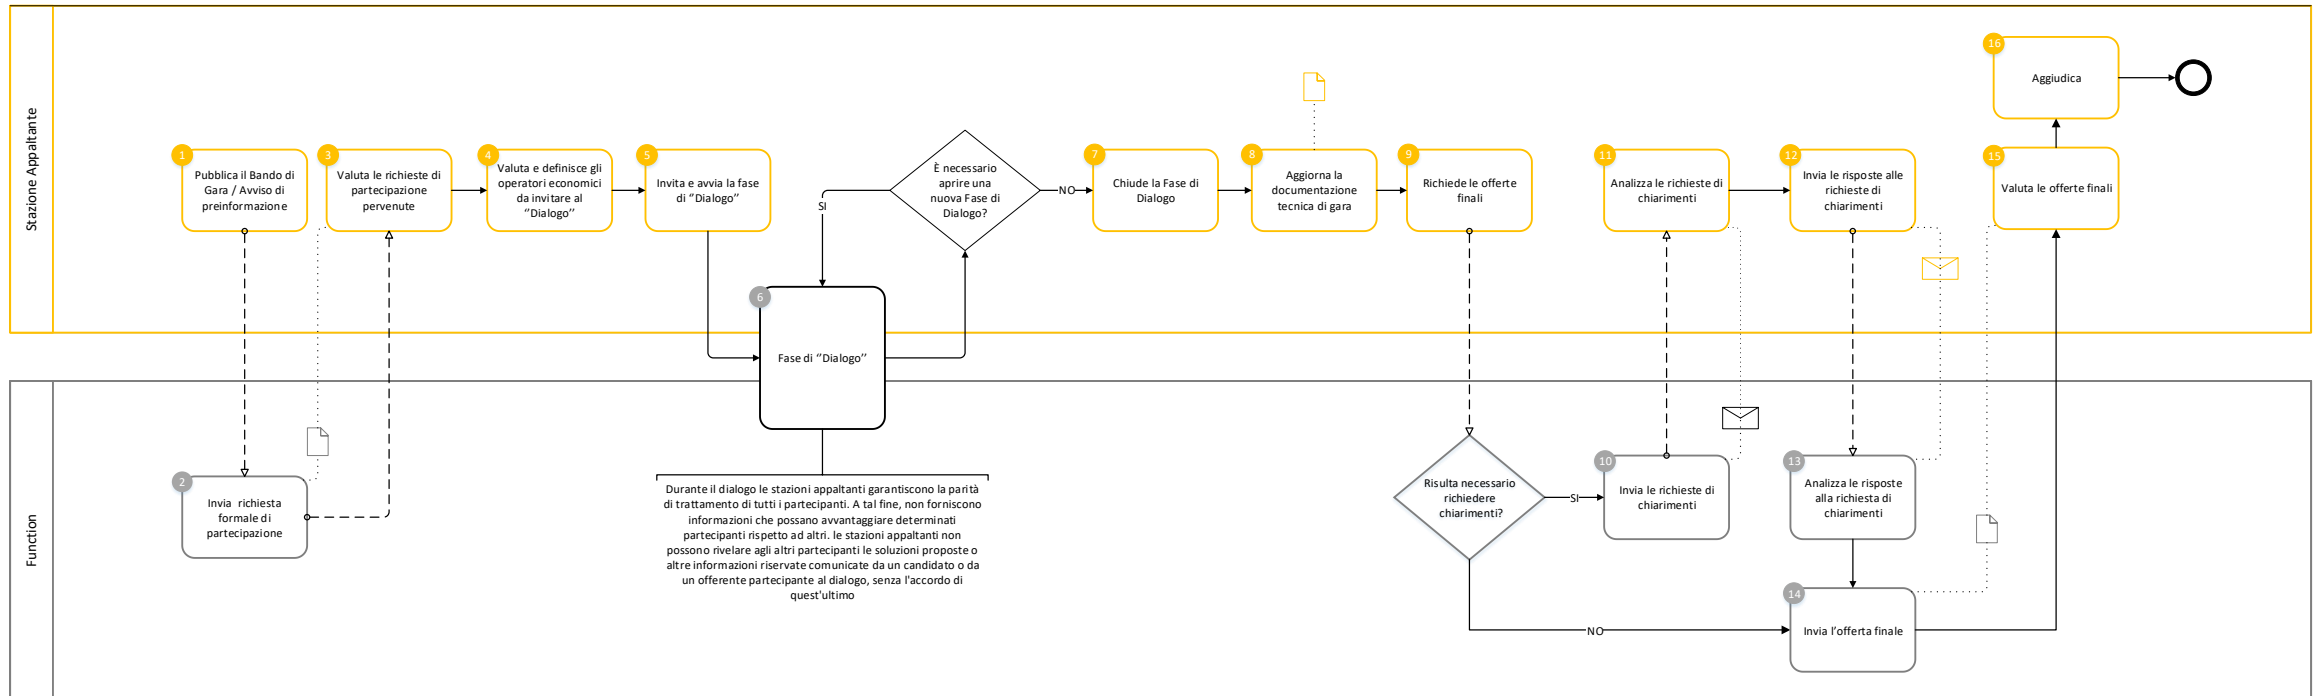 Stazione Appaltante
1
Pubblica il Bando di
Gara / Avviso di
preinformazione
3
Valuta le richieste di
partecipazione
pervenute
4
Valuta e definisce gli
operatori economici
da invitare al
“Dialogo”
5
Invita e avvia la fase
di “Dialogo”
È necessario
aprire una
nuova Fase di
Dialogo?
SI
NO
7
Chiude la Fase di
Dialogo
8
Aggiorna la
documentazione
tecnica di gara
9
Richiede le offerte
finali
11
Analizza le richieste di
chiarimenti
12
Invia le risposte alle
richieste di
chiarimenti
15
Valuta le offerte finali
16
Aggiudica
6
Fase di “Dialogo”
Function
2
Invia richiesta
formale di
partecipazione
Durante il dialogo le stazioni appaltanti garantiscono la parità
di trattamento di tutti i partecipanti. A tal fine, non forniscono
informazioni che possano avvantaggiare determinati
partecipanti rispetto ad altri. le stazioni appaltanti non
possono rivelare agli altri partecipanti le soluzioni proposte o
altre informazioni riservate comunicate da un candidato o da
un offerente partecipante al dialogo, senza l'accordo di
quest'ultimo
Risulta necessario
richiedere
chiarimenti?
SI
NO
10
Invia le richieste di
chiarimenti
13
Analizza le risposte
alla richiesta di
chiarimenti
14
Invia l’offerta finale